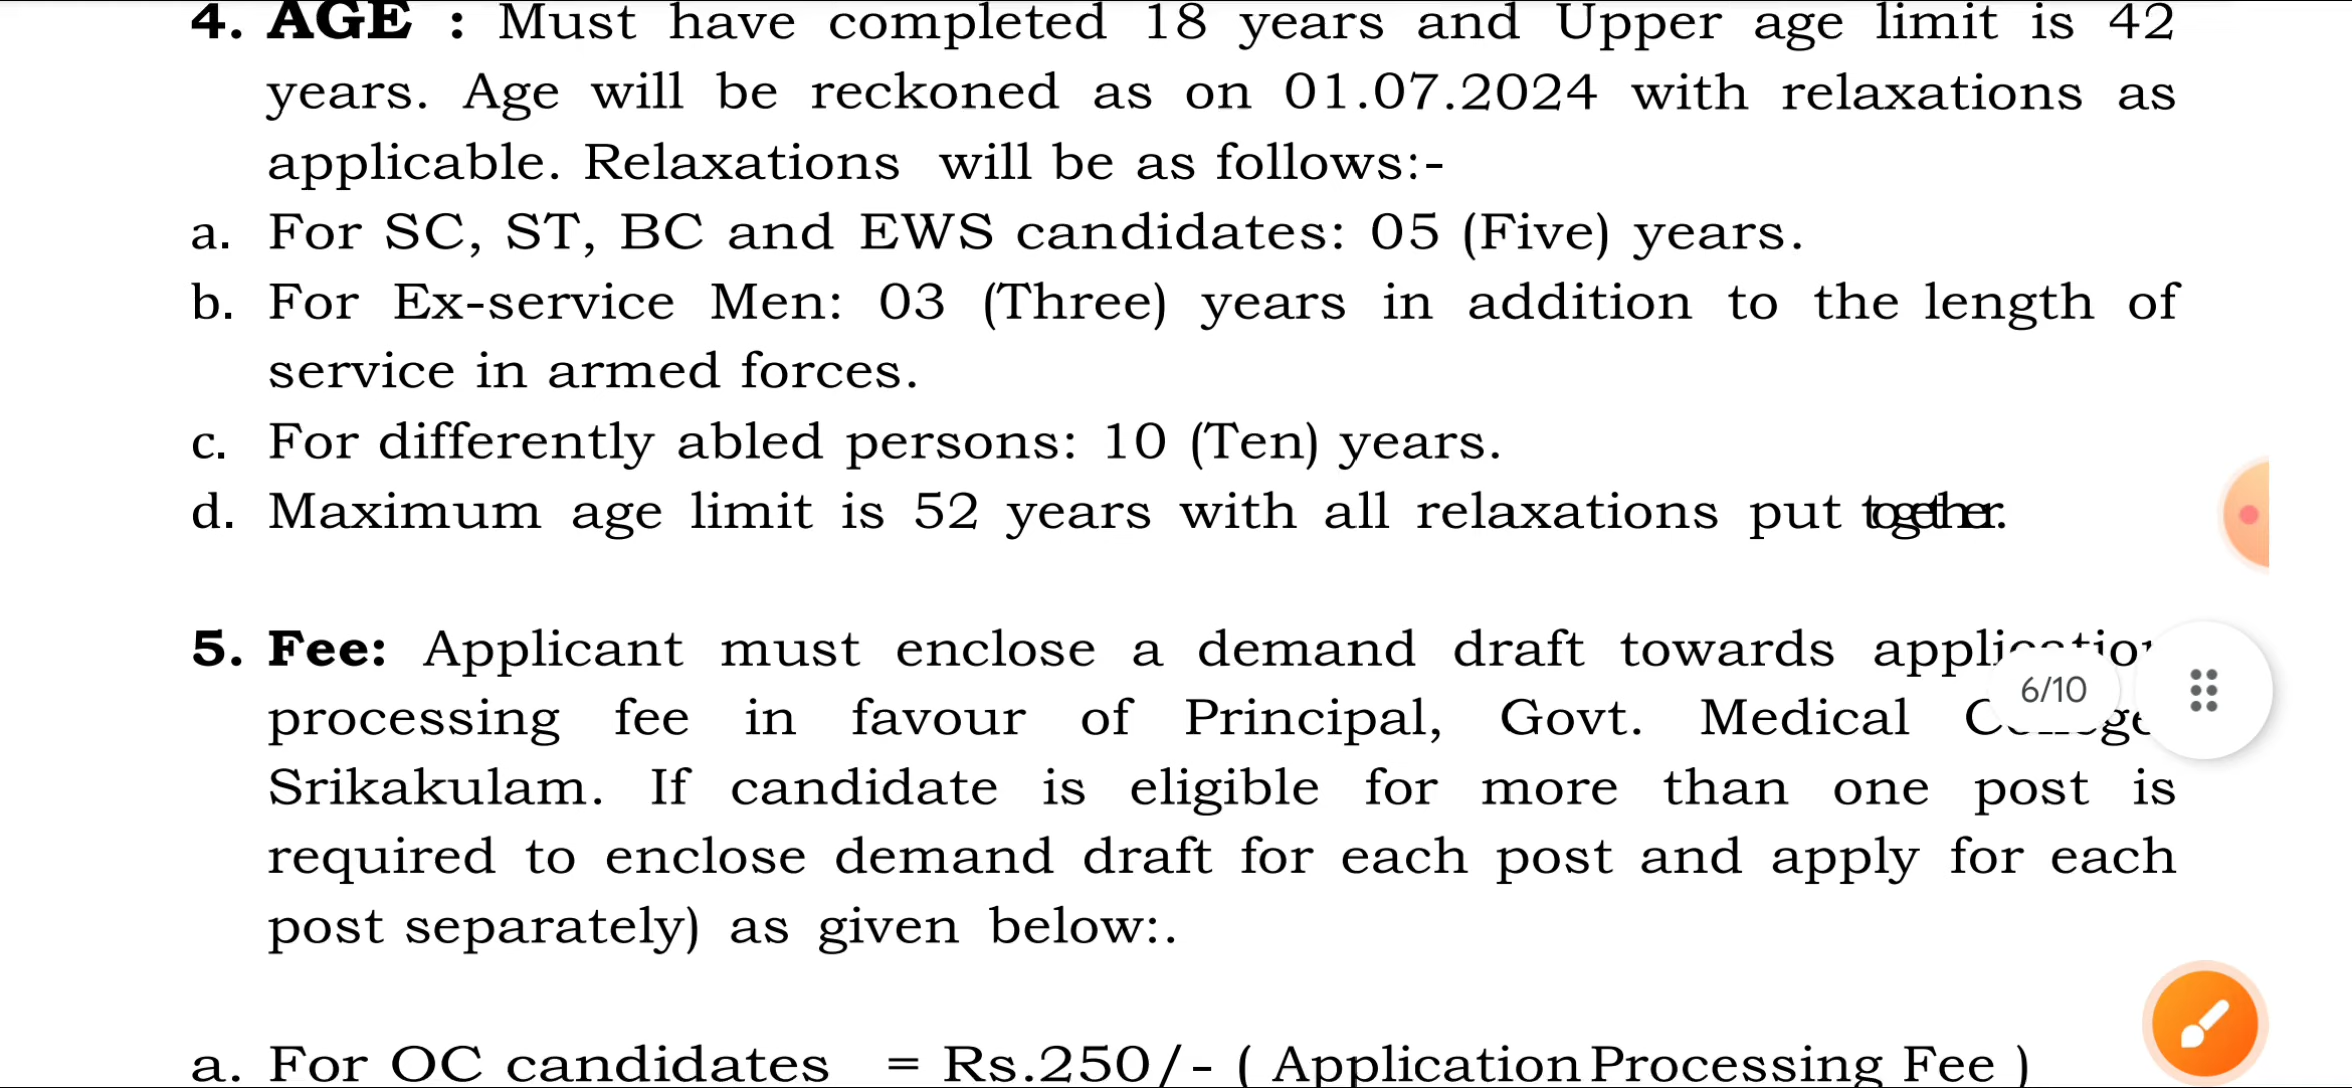 4. AGE : Must have completed 18 years and Upper age limit is 42
years. Age will be reckoned as on 01.07.2024 with relaxations as
applicable. Relaxations will be as follows:-
a. For SC, ST, BC and EWS candidates: 05 (Five) years.
b. For Ex-service Men: 03 (Three) years in addition to the length of
service in armed forces.
c. For differently abled persons: 10 (Ten) years.
d. Maximum age limit is 52 years with all relaxations put together.
5. Fee: Applicant must enclose a demand draft towards
6/10
processing fee in favour of Principal, Govt. Medical
Srikakulam. If candidate is eligible for more than one post is
required to enclose demand draft for each post and apply for each
post separately) as given below:.
a. For OC candidates = Rs.250/- ( Application Processing Fee )